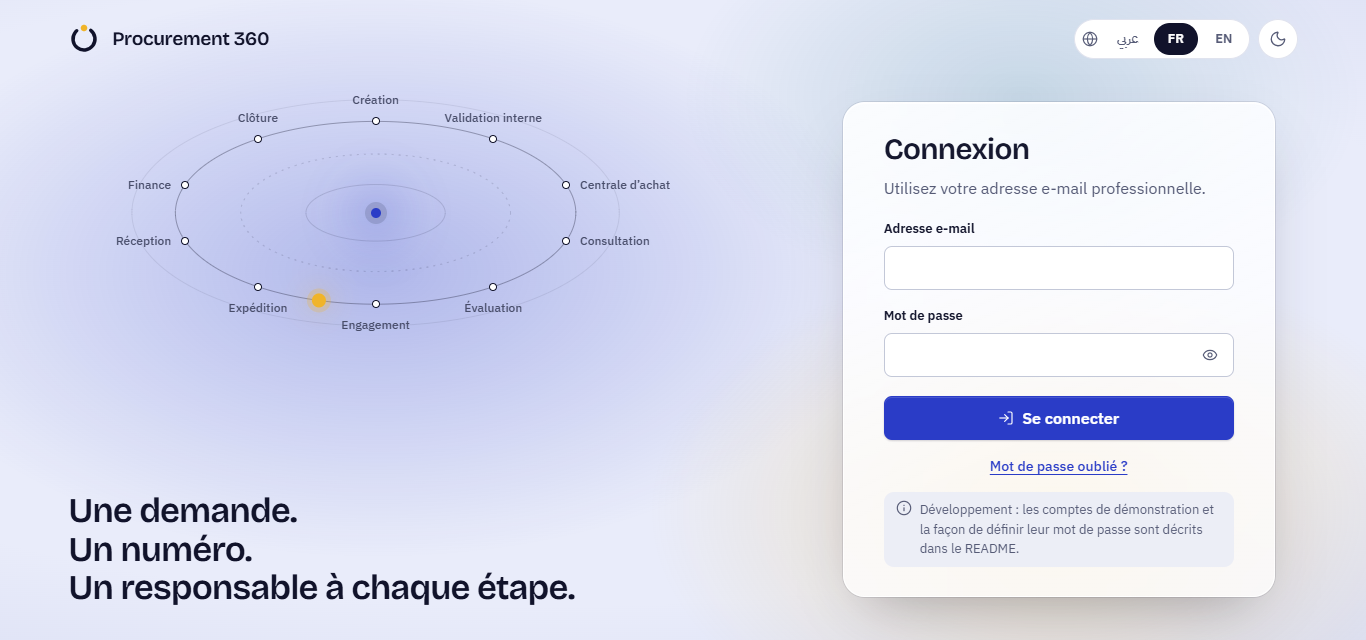 Procurement 360
عربي
FR
EN
Création
Clôture
Validation interne
Finance
Centrale d'achat
Réception
Consultation
Expédition
Évaluation
Engagement
Une demande.
Un numéro.
Un responsable à chaque étape.
Connexion
Utilisez votre adresse e-mail professionnelle.
Adresse e-mail
Mot de passe
Se connecter
Mot de passe oublié ?
Développement : les comptes de démonstration et
la façon de définir leur mot de passe sont décrits
dans le README.